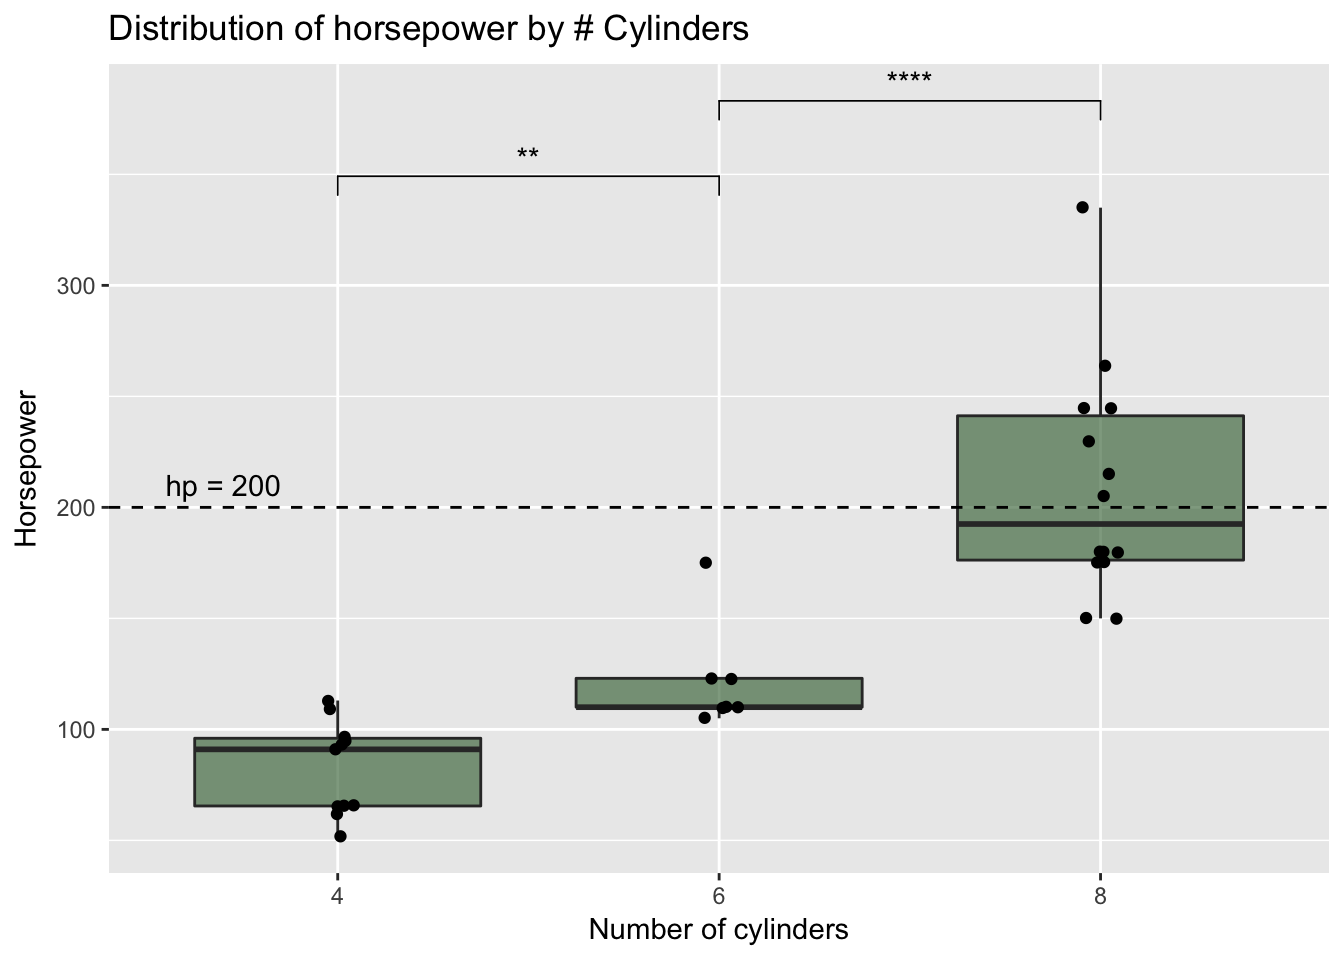 Distribution of horsepower by # Cylinders
****
**
300
hp = 200
200
100
Horsepower
4 6 8
Number of cylinders